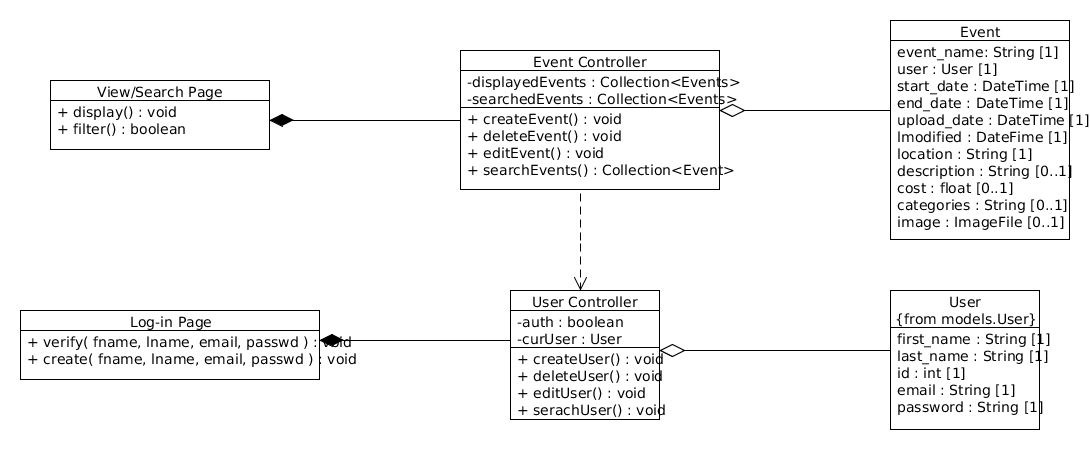 View/Search Page
+ display() : void
+ filter() : boolean
Event Controller
-displayedEvents : Collection<Events>
-searchedEvents : Collection<Events>
+ createEvent() : void
+ deleteEvent() : void
+ editEvent() : void
+ searchEvents() : Collection<Event>
Event
event_name: String [1]
user : User [1]
start_date : DateTime [1]
end_date : DateTime [1]
upload_date : DateTime [1]
lmodified : DateFime [1]
location : String [1]
description : String [0..1]
cost : float [0..1]
categories : String [0..1]
image : ImageFile [0..1]
Log-in Page
+ verify( fname, lname, email, passwd ) : void
+ create( fname, lname, email, passwd ) : void
User Controller
-auth : boolean
-curUser : User
+ createUser() : void
+ deleteUser() : void
+ editUser() : void
+ serachUser() : void
User
{from models.User}
first_name : String [1]
last_name : String [1]
id : int [1]
email : String [1]
password : String [1]